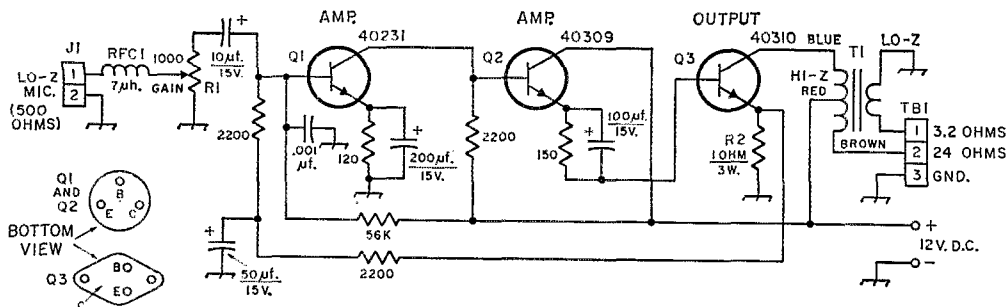 AMP.
AMP.
OUTPUT
40231
40309
40310
BLUE
T1
LO-Z
J1
RFC1
1000
10µf.
15V.
Q1
Q2
Q3
HI-Z
RED
TB1
LO-Z
MIC.
(500
OHMS)
1
2
7µh.
GAIN
R1
2200
.001
µf.
120
200µf.
15V.
2200
150
100µf.
15V.
R2
1 OHM
3W.
BROWN
1
2
3
3.2 OHMS
24 OHMS
GND.
Q1
AND
Q2
B
E
C
BOTTOM
VIEW
Q3
B
E
C
50µf.
15V.
56K
2200
+
12V. D.C.
-